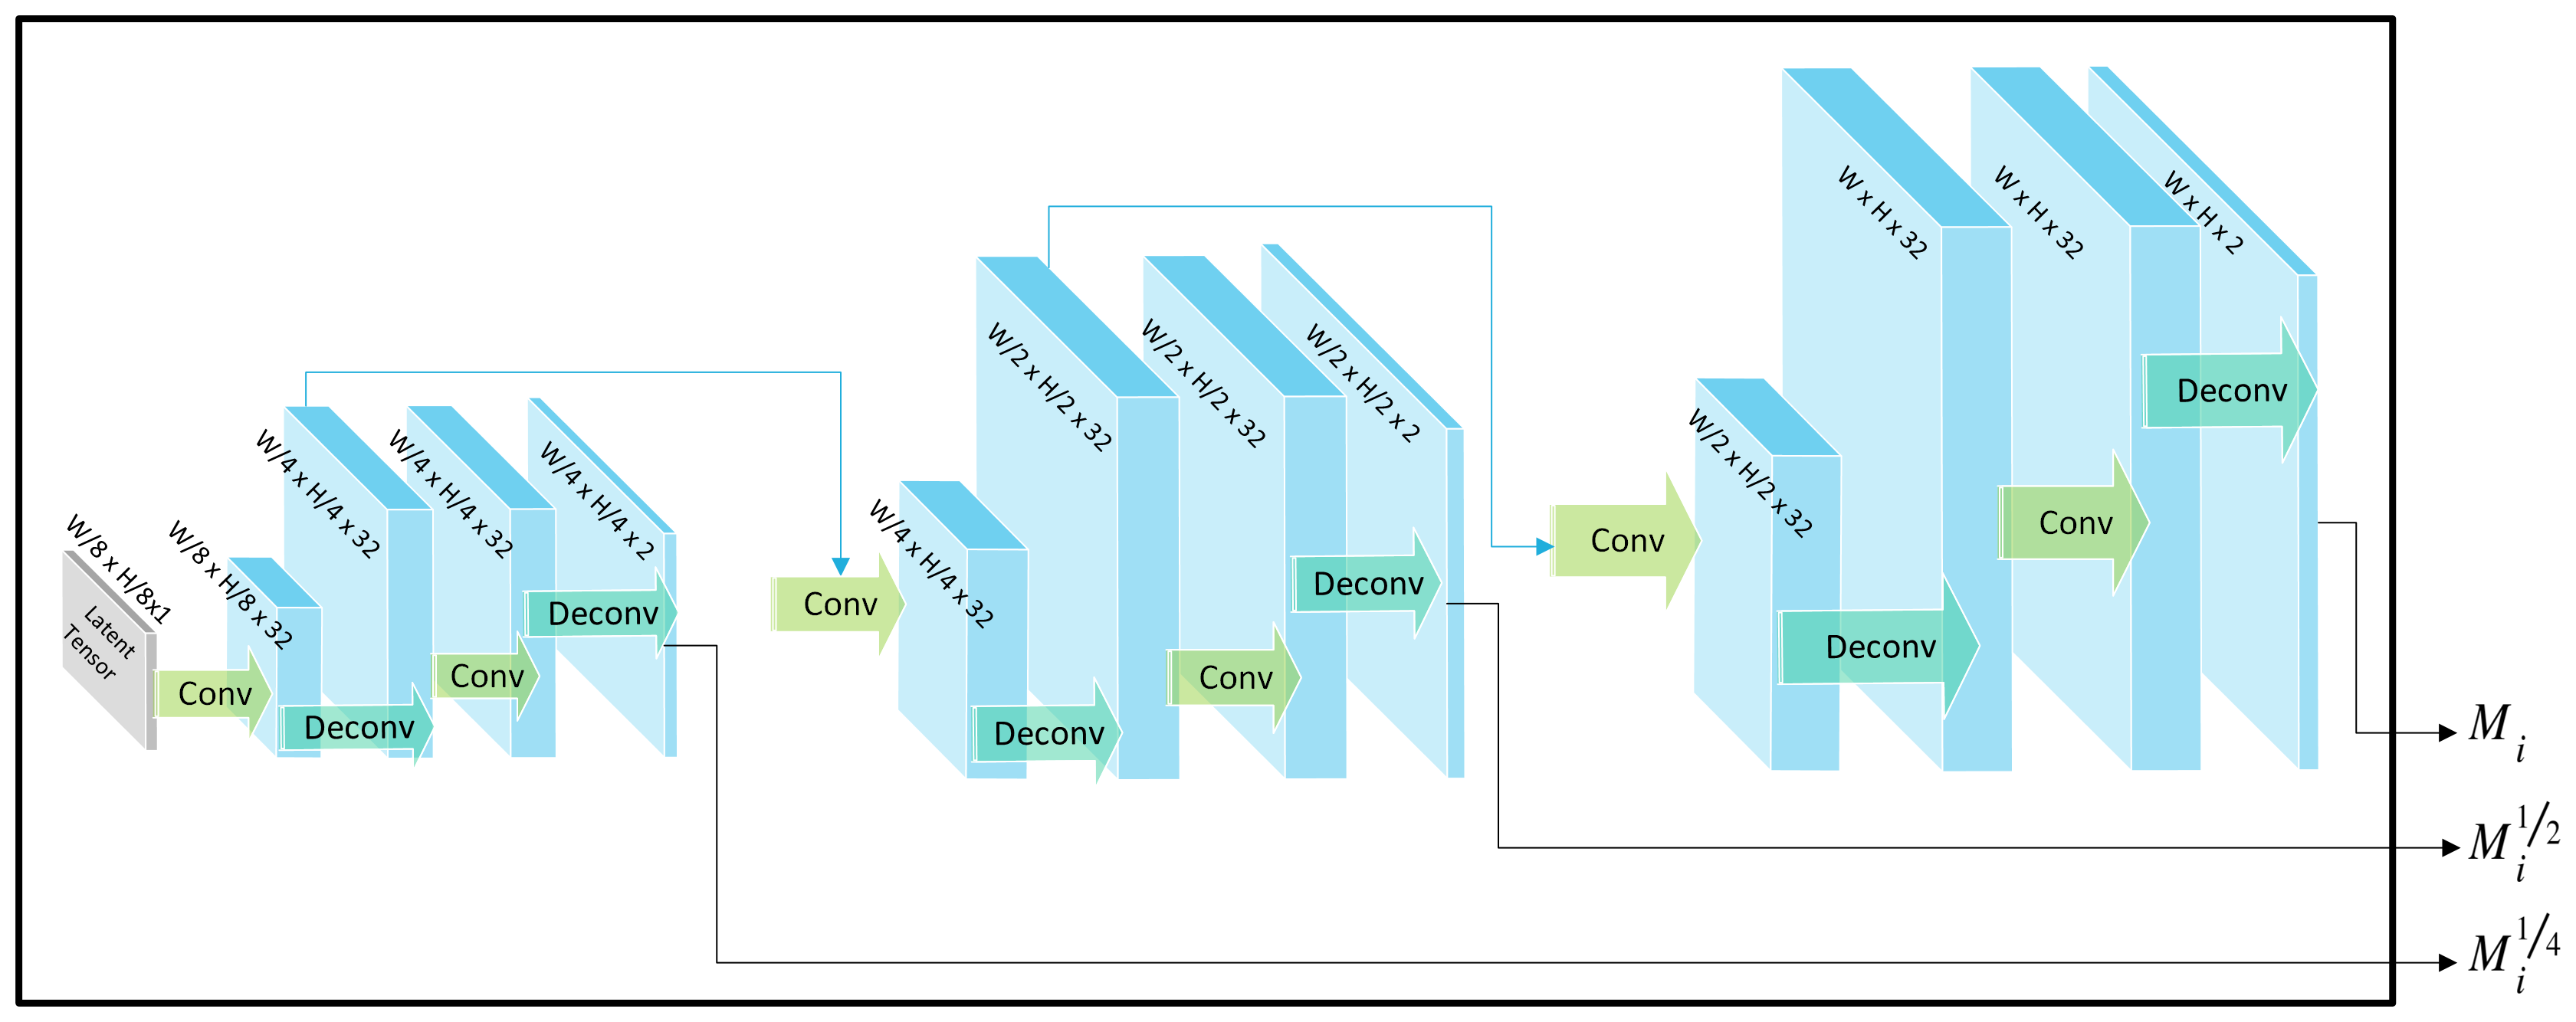 W/8 x H/8x1
Latent
Tensor
Conv
W/8 x H/8 x 32
Deconv
W/4 x H/4 x 32
Conv
W/4 x H/4 x 32
Deconv
W/4 x H/4 x 2
Conv
W/4 x H/4 x 32
Deconv
W/2 x H/2 x 32
Conv
W/2 x H/2 x 32
Deconv
W/2 x H/2 x 2
Conv
W/2 x H/2 x 32
Deconv
W x H x 32
Conv
W x H x 32
Deconv
W x H x 2
M_i
M_i^{1/2}
M_i^{1/4}